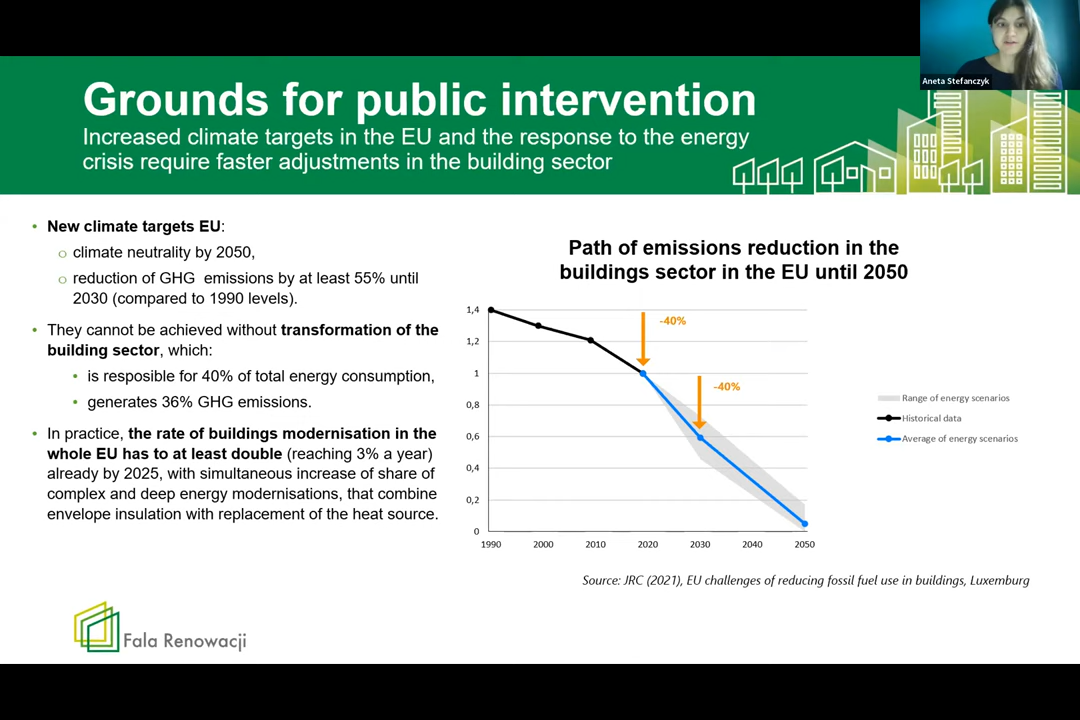 Aneta Stefanczyk
Grounds for public intervention
Increased climate targets in the EU and the response to the energy
crisis require faster adjustments in the building sector
• New climate targets EU:
o climate neutrality by 2050,
o reduction of GHG emissions by at least 55% until
2030 (compared to 1990 levels).
• They cannot be achieved without transformation of the
building sector, which:
• is resposible for 40% of total energy consumption,
• generates 36% GHG emissions.
• In practice, the rate of buildings modernisation in the
whole EU has to at least double (reaching 3% a year)
already by 2025, with simultaneous increase of share of
complex and deep energy modernisations, that combine
envelope insulation with replacement of the heat source.
Path of emissions reduction in the
buildings sector in the EU until 2050
1,4
1,2
1
0,8
0,6
0,4
0,2
0
-40%
-40%
1990 2000 2010 2020 2030 2040 2050
Range of energy scenarios
Historical data
Average of energy scenarios
Source: JRC (2021), EU challenges of reducing fossil fuel use in buildings, Luxemburg
Fala Renowacji